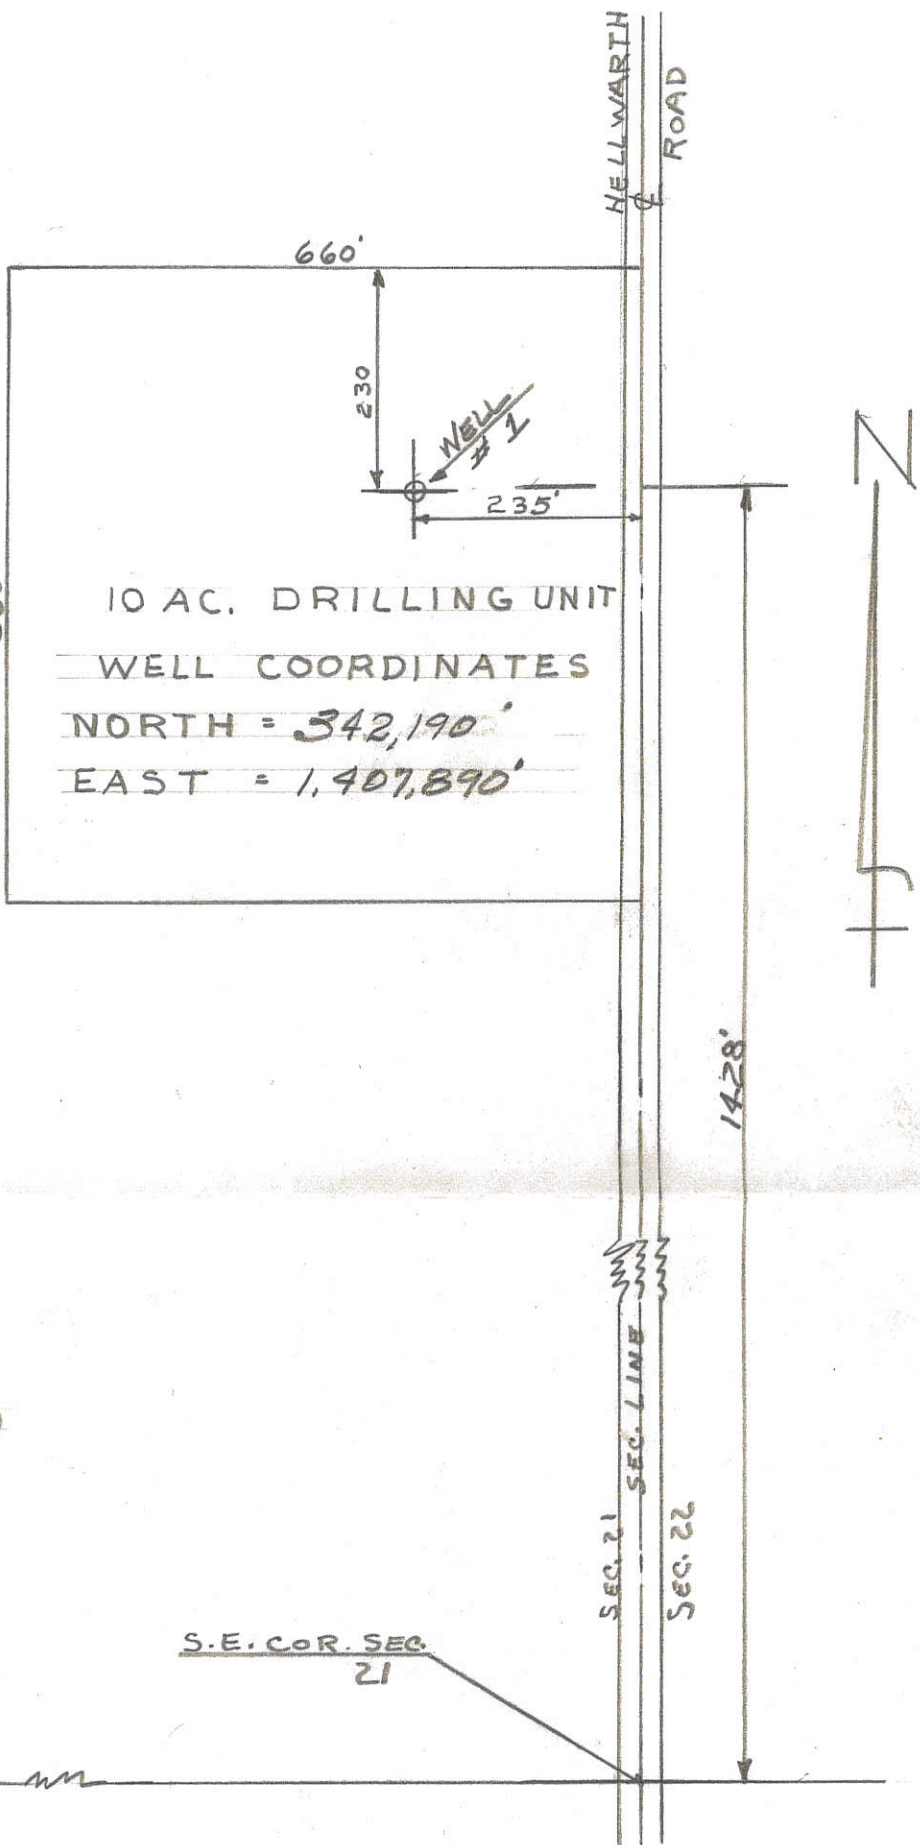 HELLWARTH
℄
ROAD
660'
230
WELL
# 1
235'
N
10 AC. DRILLING UNIT
WELL COORDINATES
NORTH = 342,190'
EAST = 1,407,890'
1428'
SEC. LINE
SEC. 21
SEC. 22
S.E. COR. SEC.
21